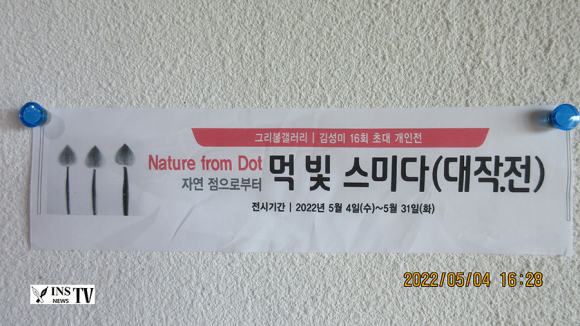 그리불갤러리 | 김성미 16회 초대 개인전
Nature from Dot
자연 점으로부터
먹 빛 스미다(대작전)
전시기간 | 2022년 5월 4일(수)~5월 31일(화)
2022/05/04 16:28
INS TV
NEWS